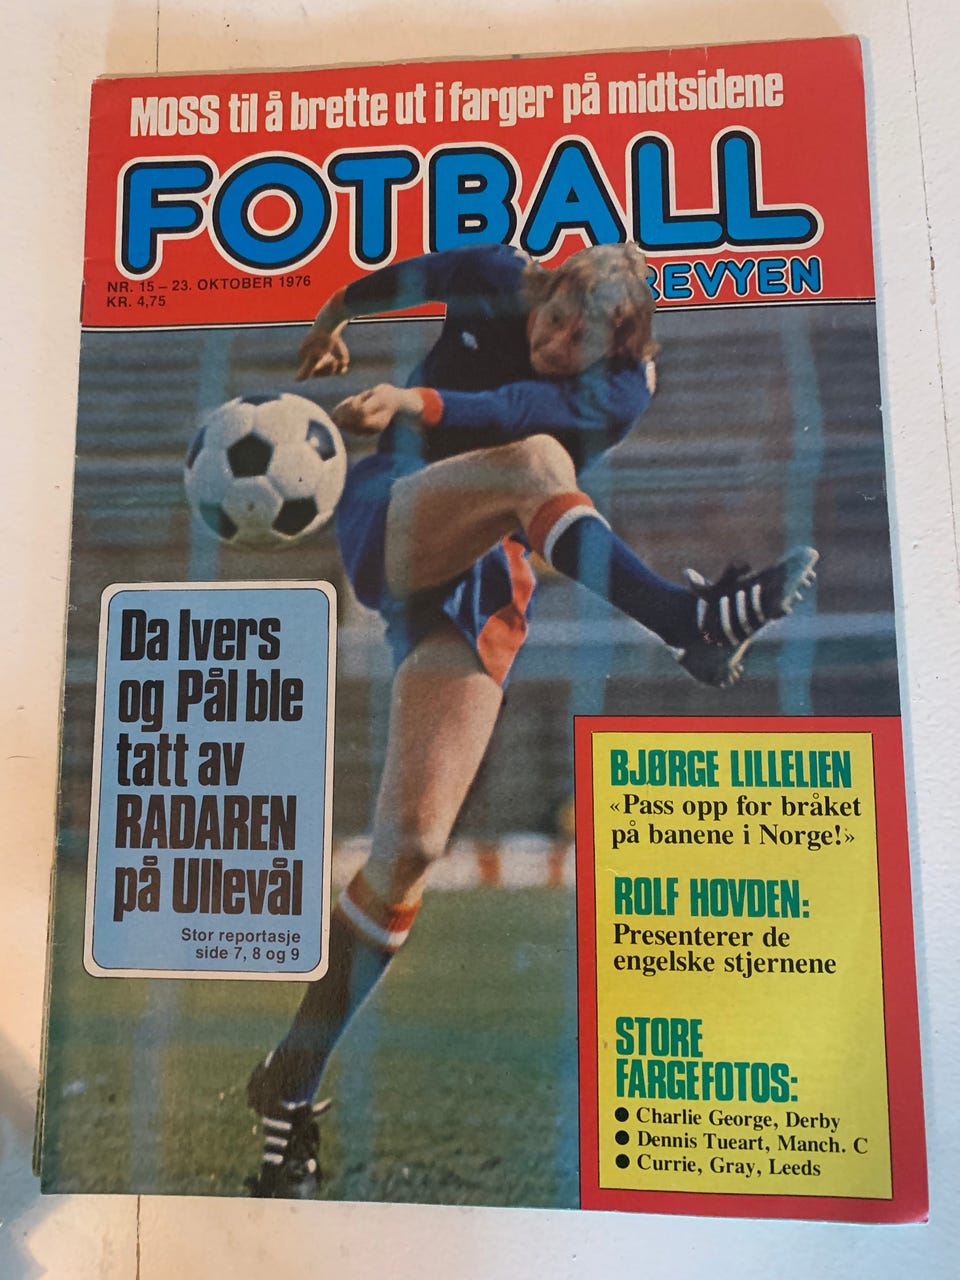 MOSS til å brette ut i farger på midtsidene
FOTBALL
REVYEN
NR. 15 – 23. OKTOBER 1976
KR. 4,75
Da Ivers
og Pål ble
tatt av
RADAREN
på Ullevål
Stor reportasje
side 7, 8 og 9
BJØRGE LILLELIEN
«Pass opp for bråket
på banene i Norge!»
ROLF HOVDEN:
Presenterer de
engelske stjernene
STORE
FARGEFOTOS:
● Charlie George, Derby
● Dennis Tueart, Manch. C
● Currie, Gray, Leeds